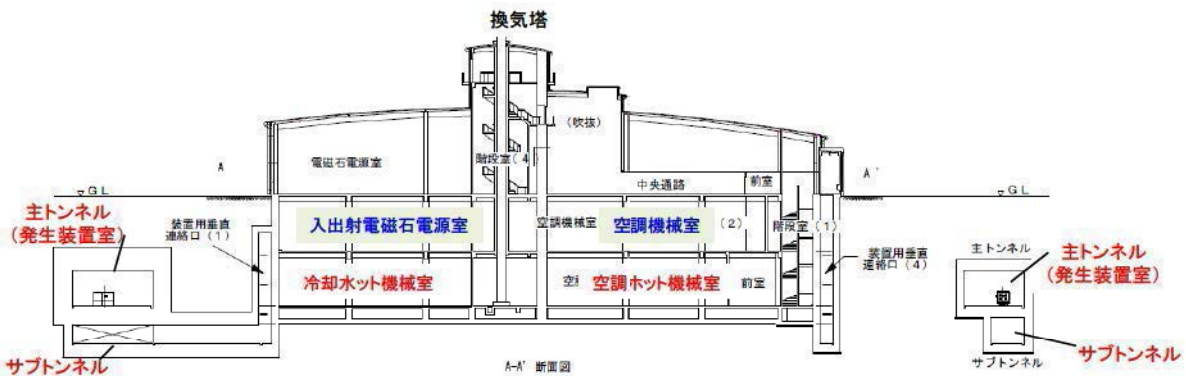 換気塔
(吹抜)
電磁石電源室
階段室(4)
A
A'
中央通路
前室
GL
GL
主トンネル
(発生装置室)
装置用垂直
連絡口(1)
入出射電磁石電源室
空調機械室
空調機械室
(2)
階段室(1)
装置用垂直
連絡口(4)
主トンネル
主トンネル
(発生装置室)
冷却水ット機械室
空調ホット機械室
前室
サブトンネル
A-A' 断面図
サブトンネル
サブトンネル